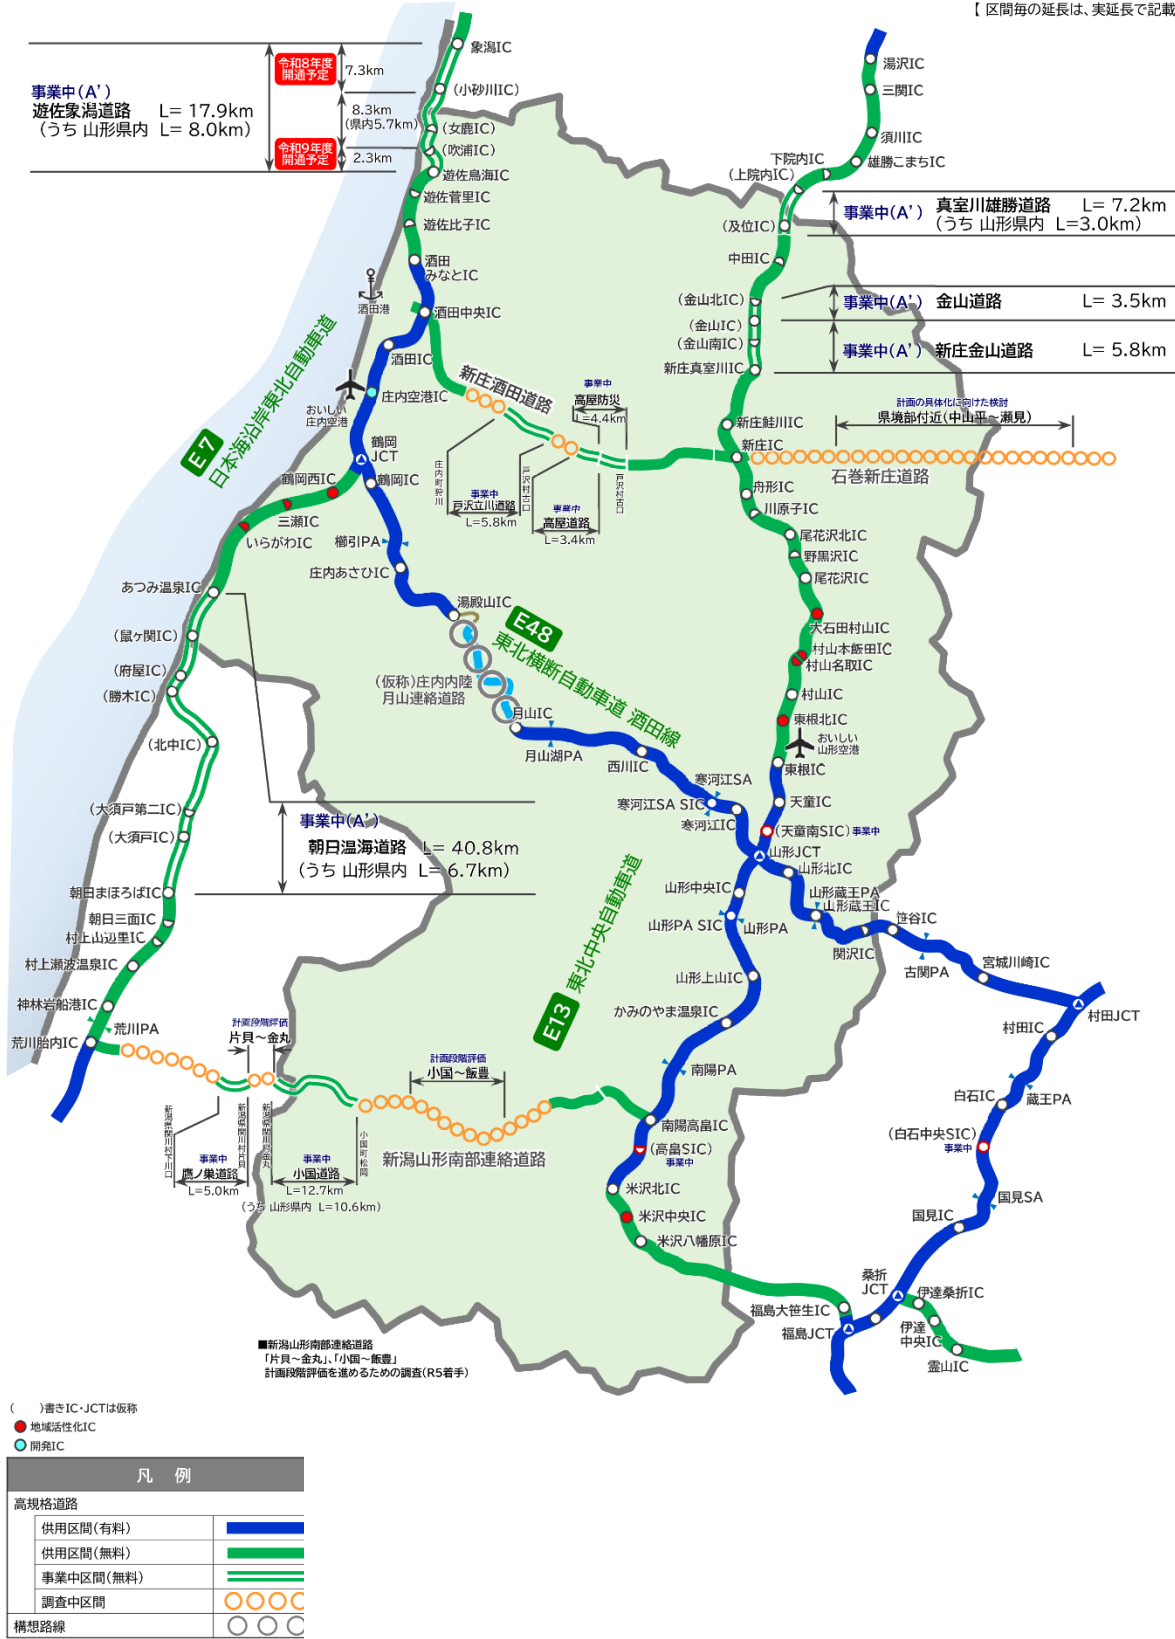 【 区間毎の延長は、実延長で記載
象潟IC
令和8年度
開通予定
7.3km
(小砂川IC)
事業中(A’)
遊佐象潟道路 L= 17.9km
(うち 山形県内 L= 8.0km)
8.3km
(県内5.7km)
(女鹿IC)
(吹浦IC)
令和9年度
開通予定
2.3km
遊佐鳥海IC
遊佐菅里IC
遊佐比子IC
酒田
みなとIC
酒田港
酒田中央IC
酒田IC
庄内空港IC
おいしい
庄内空港
E7
日本海沿岸東北自動車道
鶴岡
JCT
鶴岡西IC
鶴岡IC
三瀬IC
いらがわIC
櫛引PA
庄内あさひIC
あつみ温泉IC
湯殿山IC
(鼠ヶ関IC)
(府屋IC)
(勝木IC)
(北中IC)
(大須戸第二IC)
(大須戸IC)
朝日まほろばIC
朝日三面IC
村上山辺里IC
村上瀬波温泉IC
神林岩船港IC
荒川PA
荒川胎内IC
湯沢IC
三関IC
須川IC
雄勝こまちIC
下院内IC
(上院内IC)
(及位IC)
中田IC
(金山北IC)
(金山IC)
(金山南IC)
新庄真室川IC
事業中(A’) 真室川雄勝道路 L= 7.2km
(うち 山形県内 L=3.0km)
事業中(A’) 金山道路 L= 3.5km
事業中(A’) 新庄金山道路 L= 5.8km
新庄酒田道路
事業中
高屋防災
L=4.4km
庄内町狩川
事業中
戸沢立川道路
L=5.8km
戸沢村古口
事業中
高屋道路
L=3.4km
戸沢村古口
計画の具体化に向けた検討
県境部付近(中山平~瀬見)
石巻新庄道路
新庄鮭川IC
新庄IC
舟形IC
川原子IC
尾花沢北IC
野黒沢IC
尾花沢IC
大石田村山IC
村山本飯田IC
村山名取IC
村山IC
東根北IC
おいしい
山形空港
東根IC
天童IC
(天童南SIC) 事業中
E48
東北横断自動車道 酒田線
(仮称)庄内内陸
月山連絡道路
月山IC
月山湖PA
西川IC
寒河江SA
寒河江SA SIC
寒河江IC
山形JCT
山形北IC
山形中央IC
山形蔵王PA
山形蔵王IC
山形PA SIC
山形PA
関沢IC
笹谷IC
古関PA
宮城川崎IC
村田JCT
村田IC
蔵王PA
白石IC
(白石中央SIC)
事業中
国見SA
国見IC
桑折
JCT
伊達桑折IC
伊達
中央IC
霊山IC
福島大笹生IC
福島JCT
事業中(A’)
朝日温海道路 L= 40.8km
(うち 山形県内 L= 6.7km)
E13
東北中央自動車道
山形上山IC
かみのやま温泉IC
南陽PA
南陽高畠IC
(高畠SIC)
事業中
米沢北IC
米沢中央IC
米沢八幡原IC
計画段階評価
片貝~金丸
計画段階評価
小国~飯豊
新潟県関川村下川口
事業中
鷹ノ巣道路
L=5.0km
新潟県関川村片貝
新潟県関川村金丸
事業中
小国道路
L=12.7km
(うち 山形県内 L=10.6km)
小国町松岡
新潟山形南部連絡道路
■新潟山形南部連絡道路
「片貝~金丸」、「小国~飯豊」
計画段階評価を進めるための調査(R5着手)
( )書きIC・JCTは仮称
地域活性化IC
開発IC
凡 例
高規格道路
供用区間(有料)
供用区間(無料)
事業中区間(無料)
調査中区間
構想路線